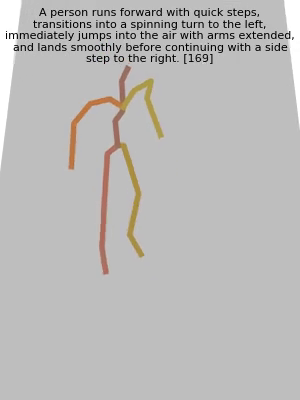 A person runs forward with quick steps,
transitions into a spinning turn to the left,
immediately jumps into the air with arms extended,
and lands smoothly before continuing with a side
step to the right. [169]